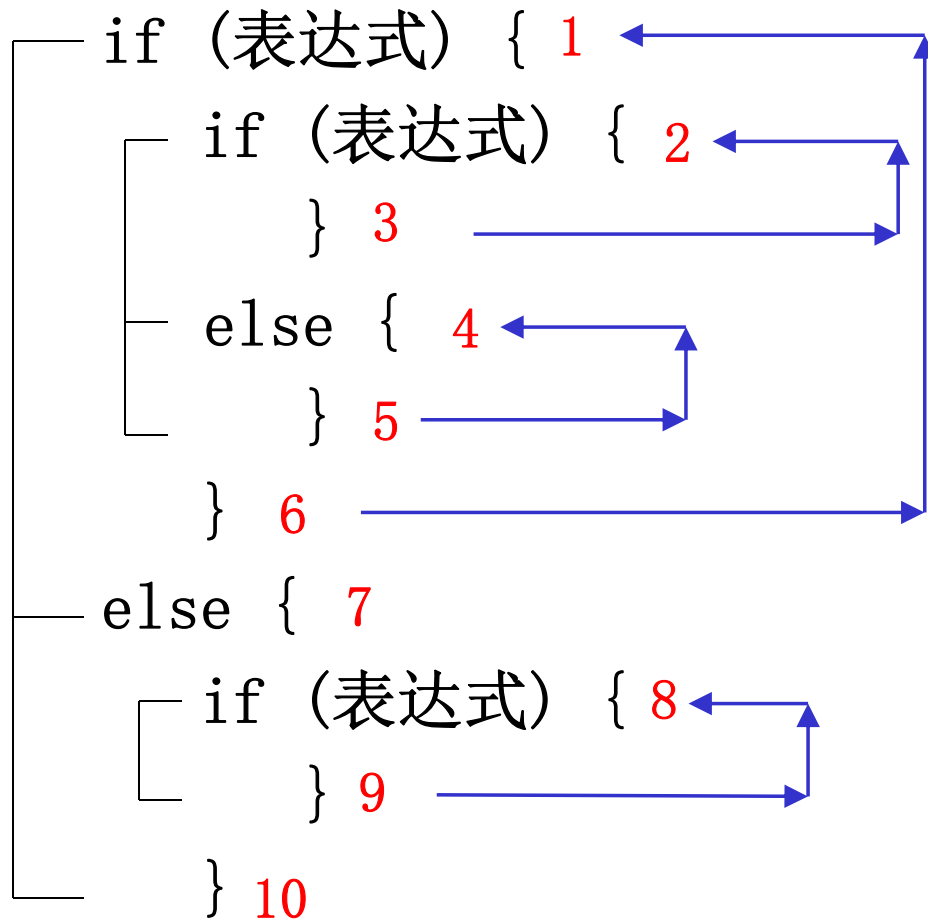 if (表达式) { 1
if (表达式) { 2
} 3
else { 4
} 5
} 6
else { 7
if (表达式) { 8
} 9
} 10